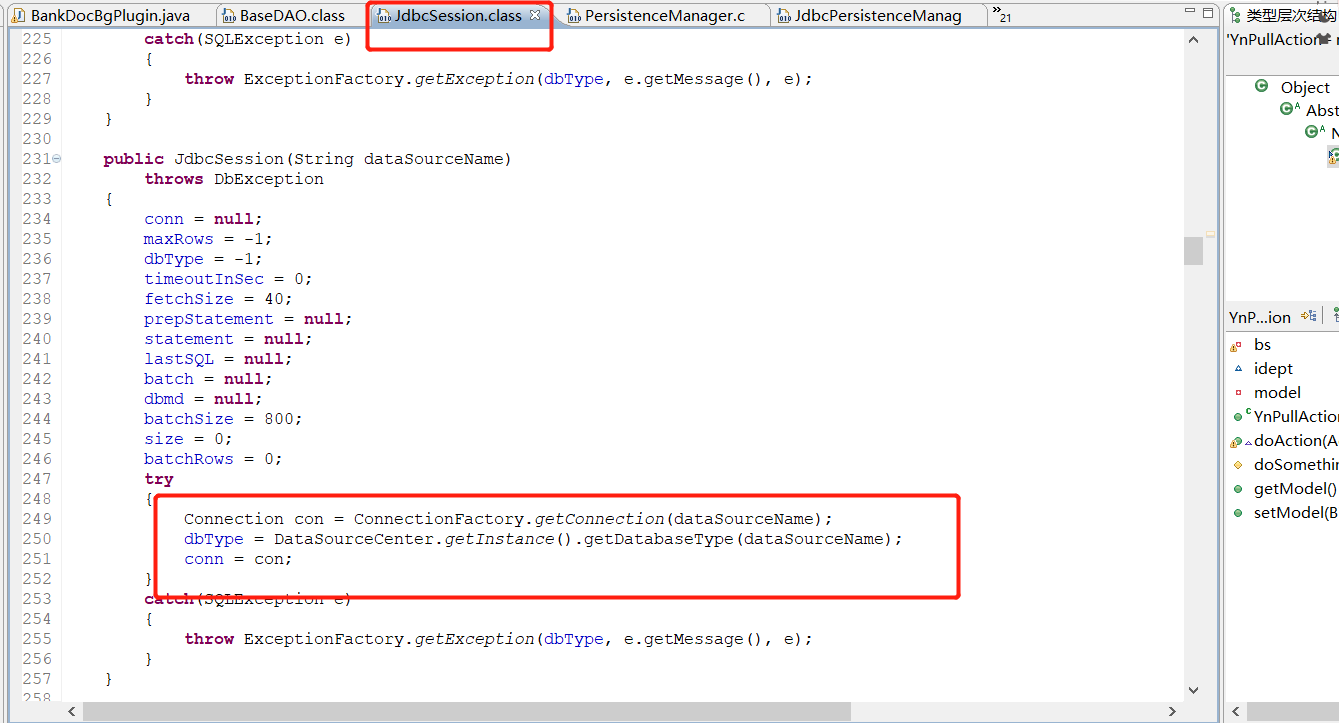 BankDocBgPlugin.java BaseDAO.class JdbcSession.class PersistenceManager.c JdbcPersistenceManag 21
225 catch(SQLException e)
226 {
227 throw ExceptionFactory.getException(dbType, e.getMessage(), e);
228 }
229 }
230
231 public JdbcSession(String dataSourceName)
232 throws DbException
233 {
234 conn = null;
235 maxRows = -1;
236 dbType = -1;
237 timeoutInSec = 0;
238 fetchSize = 40;
239 prepStatement = null;
240 statement = null;
241 lastSQL = null;
242 batch = null;
243 dbmd = null;
244 batchSize = 800;
245 size = 0;
246 batchRows = 0;
247 try
248 {
249 Connection con = ConnectionFactory.getConnection(dataSourceName);
250 dbType = DataSourceCenter.getInstance().getDatabaseType(dataSourceName);
251 conn = con;
252 }
253 catch(SQLException e)
254 {
255 throw ExceptionFactory.getException(dbType, e.getMessage(), e);
256 }
257 }
258
类型层次结构
'YnPullAction
Object
Abst
N
YnP...ion
bs
idept
model
YnPullAction
doAction(A
doSomethin
getModel()
setModel(B